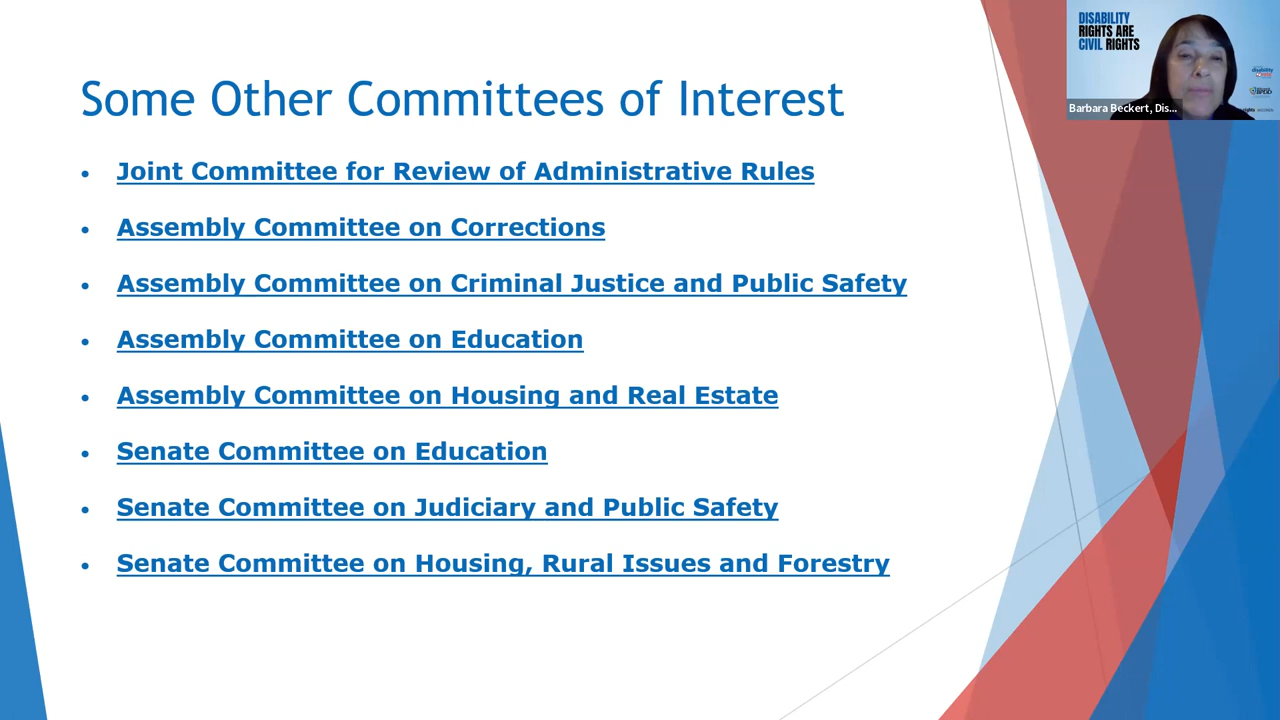 Some Other Committees of Interest
• Joint Committee for Review of Administrative Rules
• Assembly Committee on Corrections
• Assembly Committee on Criminal Justice and Public Safety
• Assembly Committee on Education
• Assembly Committee on Housing and Real Estate
• Senate Committee on Education
• Senate Committee on Judiciary and Public Safety
• Senate Committee on Housing, Rural Issues and Forestry
DISABILITY
RIGHTS ARE
CIVIL RIGHTS
disability
Barbara Beckert, Dis...